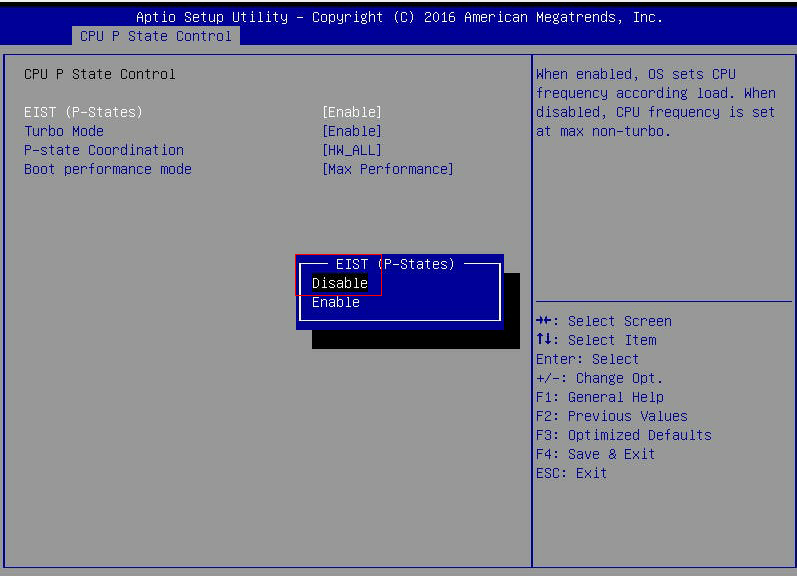 Aptio Setup Utility – Copyright (C) 2016 American Megatrends, Inc.
CPU P State Control
CPU P State Control
EIST (P-States) [Enable]
Turbo Mode [Enable]
P-state Coordination [HW_ALL]
Boot performance mode [Max Performance]
EIST (P-States)
Disable
Enable
When enabled, OS sets CPU
frequency according load. When
disabled, CPU frequency is set
at max non-turbo.
→←: Select Screen
↑↓: Select Item
Enter: Select
+/-: Change Opt.
F1: General Help
F2: Previous Values
F3: Optimized Defaults
F4: Save & Exit
ESC: Exit